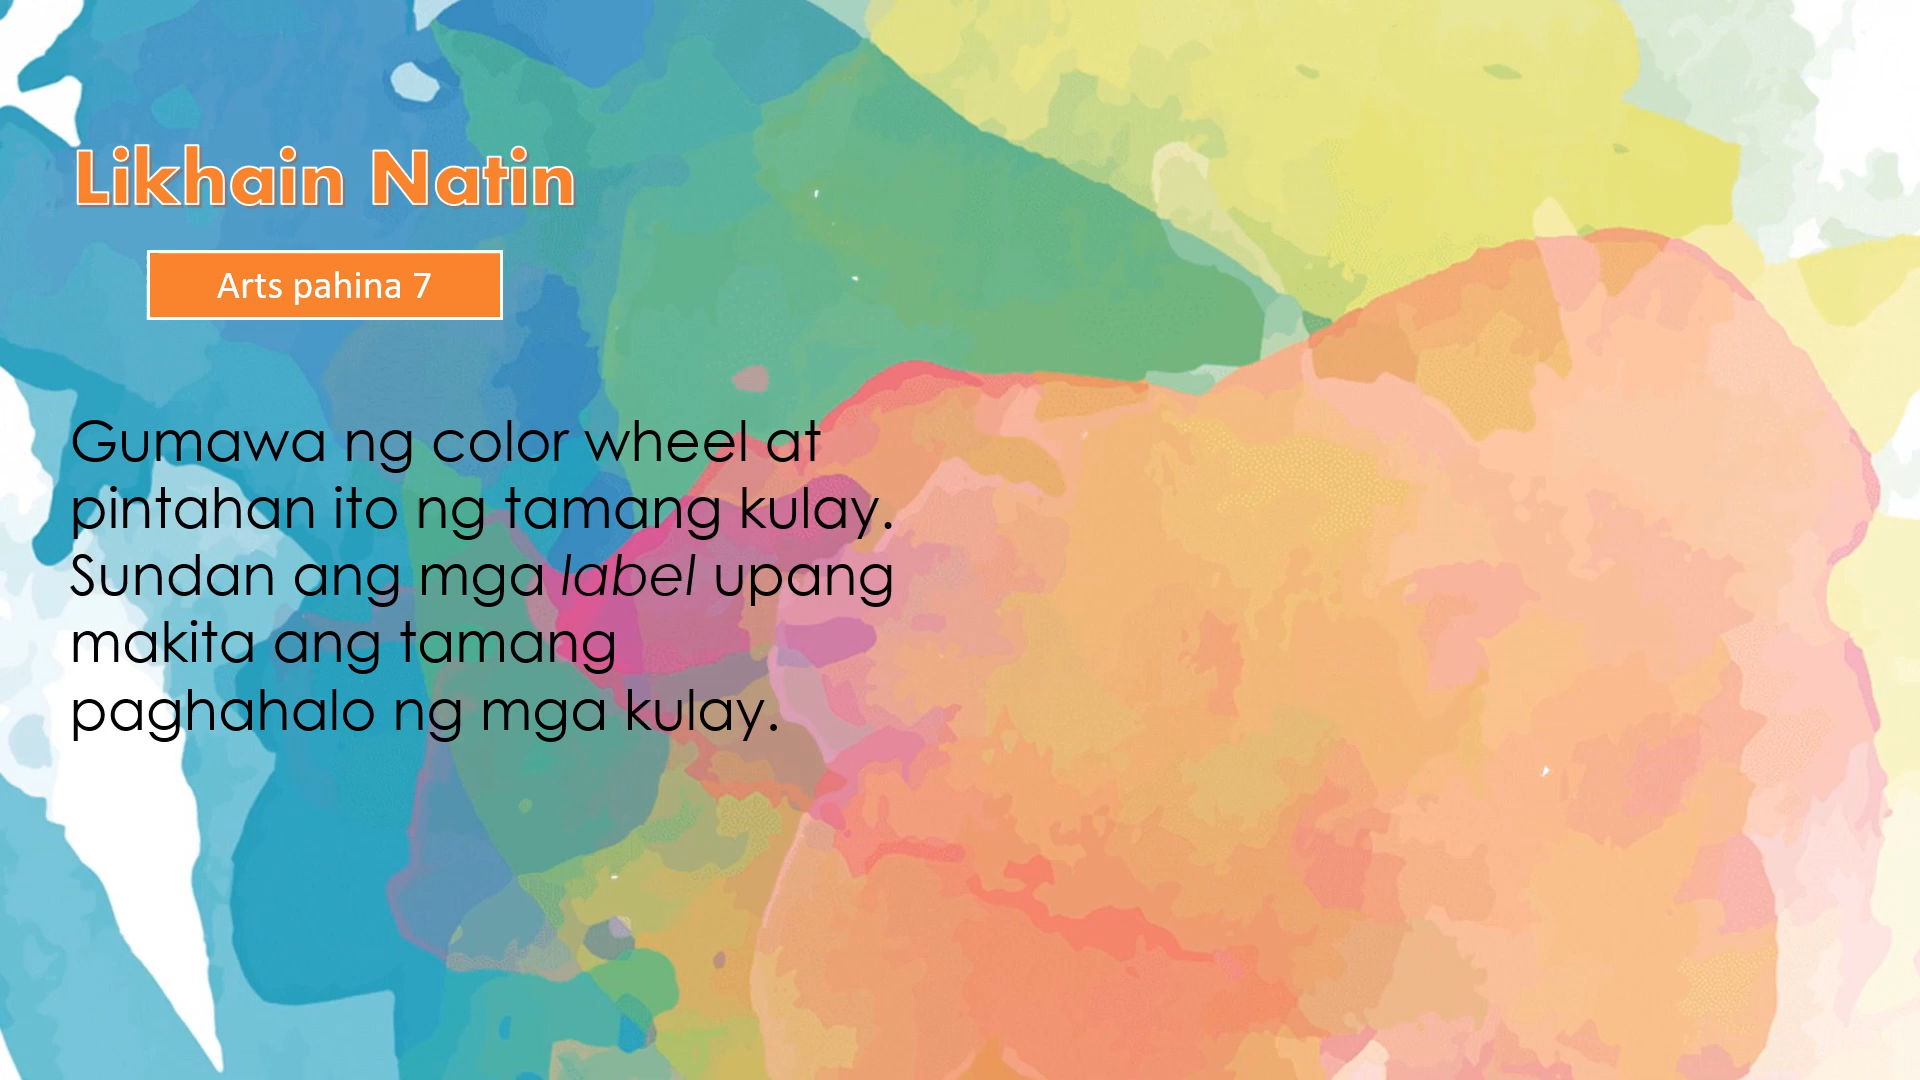 Likhain Natin
Arts pahina 7
Gumawa ng color wheel at
pintahan ito ng tamang kulay.
Sundan ang mga label upang
makita ang tamang
paghahalo ng mga kulay.